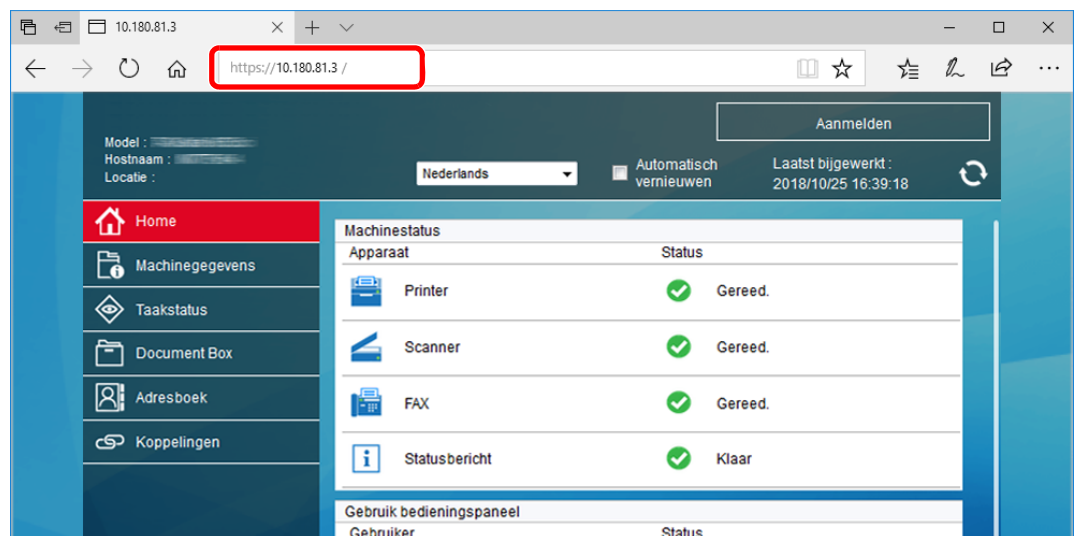 10.180.81.3
https://10.180.81.3 /
Aanmelden
Model :
Hostnaam :
Locatie :
Nederlands
Automatisch
vernieuwen
Laatst bijgewerkt :
2018/10/25 16:39:18
Home
Machinegegevens
Taakstatus
Document Box
Adresboek
Koppelingen
Machinestatus
Apparaat Status
Printer Gereed.
Scanner Gereed.
FAX Gereed.
Statusbericht Klaar
Gebruik bedieningspaneel
Gebruiker Status